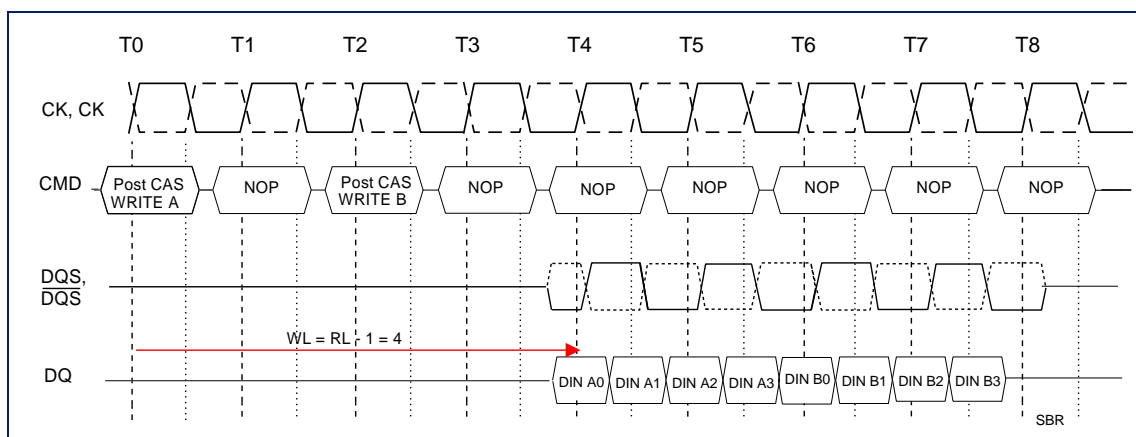 T0 T1 T2 T3 T4 T5 T6 T7 T8
CK, CK
CMD
Post CAS
WRITE A
NOP
Post CAS
WRITE B
NOP
NOP
NOP
NOP
NOP
NOP
DQS,
DQS
WL = RL - 1 = 4
DQ
DIN A0 DIN A1 DIN A2 DIN A3 DIN B0 DIN B1 DIN B2 DIN B3
SBR